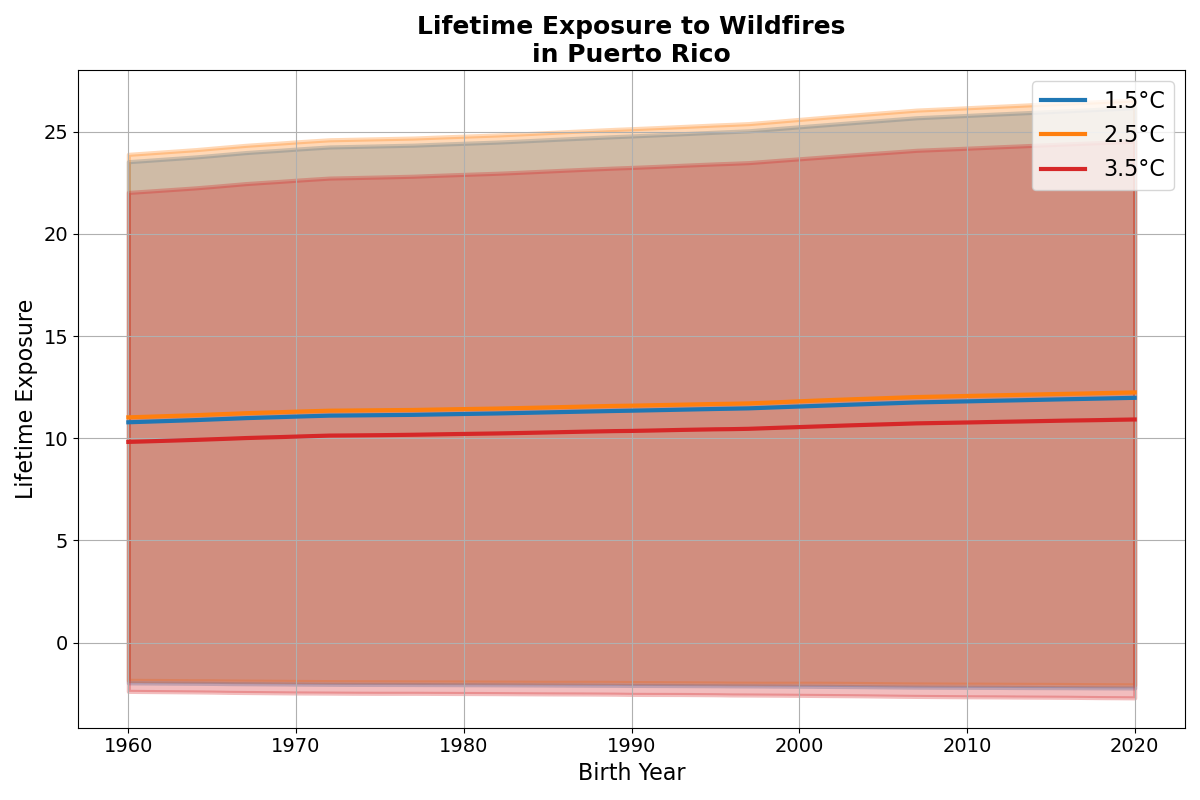 Lifetime Exposure to Wildfires
in Puerto Rico
1.5°C
2.5°C
3.5°C
Lifetime Exposure
25
20
15
10
5
0
1960 1970 1980 1990 2000 2010 2020
Birth Year